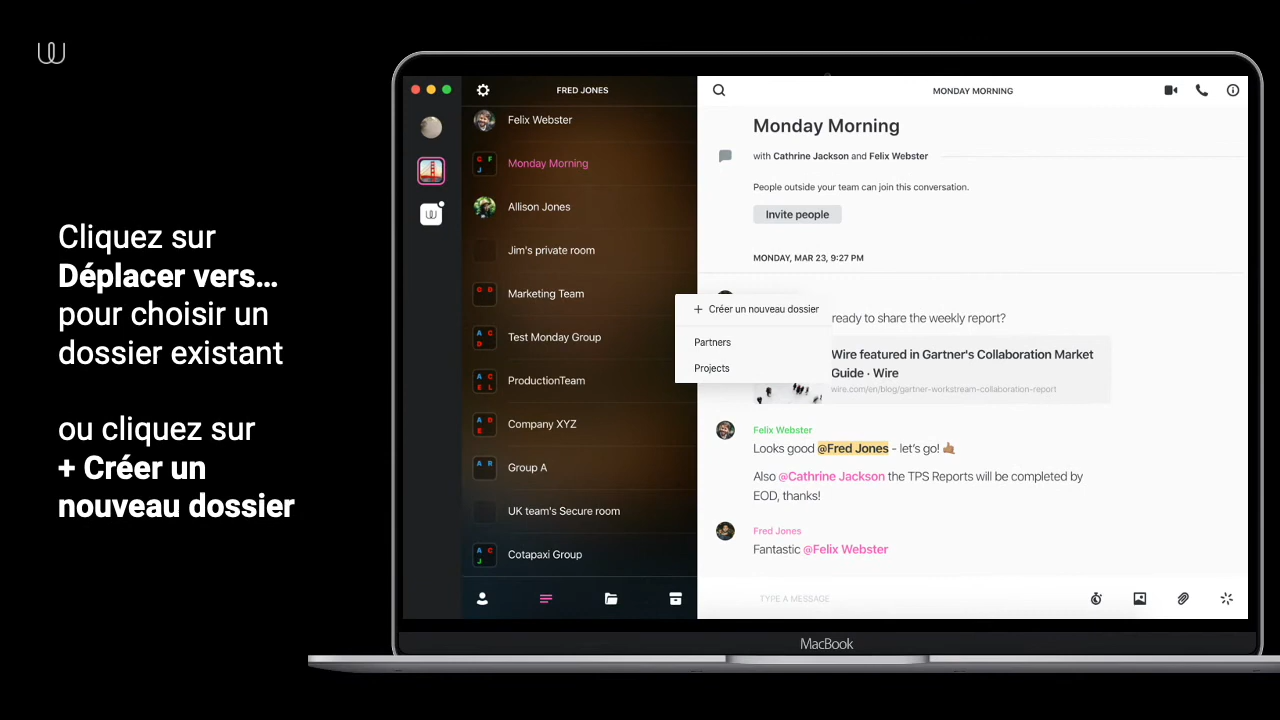 Cliquez sur
Déplacer vers...
pour choisir un
dossier existant
ou cliquez sur
+ Créer un
nouveau dossier
FRED JONES
Felix Webster
C F
J
Monday Morning
Allison Jones
Jim's private room
G D
Marketing Team
A C
D
Test Monday Group
A C
E L
ProductionTeam
A D
E
Company XYZ
A R
Group A
UK team's Secure room
A C
J
Cotapaxi Group
MONDAY MORNING
Monday Morning
with Cathrine Jackson and Felix Webster
People outside your team can join this conversation.
Invite people
MONDAY, MAR 23, 9:27 PM
+ Créer un nouveau dossier
Partners
Projects
ready to share the weekly report?
Wire featured in Gartner's Collaboration Market
Guide · Wire
wire.com/en/blog/gartner-workstream-collaboration-report
Felix Webster
Looks good @Fred Jones - let's go! 🤙🏽
Also @Cathrine Jackson the TPS Reports will be completed by
EOD, thanks!
Fred Jones
Fantastic @Felix Webster
TYPE A MESSAGE
MacBook